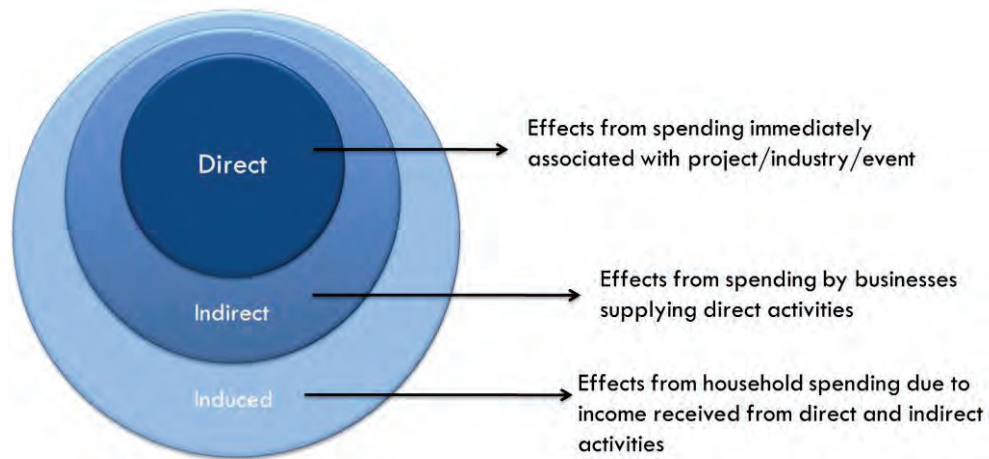 Direct
Effects from spending immediately
associated with project/industry/event
Indirect
Effects from spending by businesses
supplying direct activities
Induced
Effects from household spending due to
income received from direct and indirect
activities